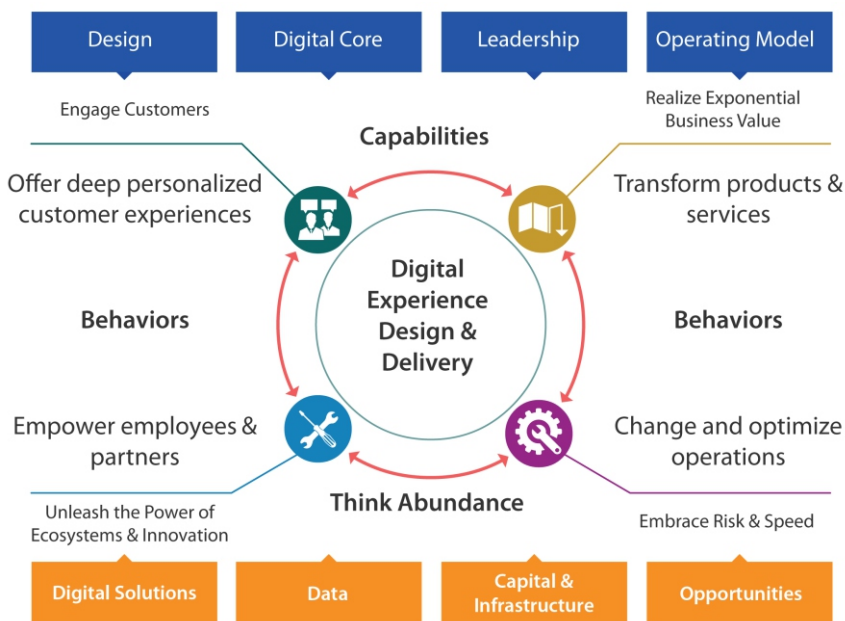 Design
Digital Core
Leadership
Operating Model
Engage Customers
Realize Exponential
Business Value
Capabilities
Offer deep personalized
customer experiences
Transform products &
services
Digital
Experience
Design &
Delivery
Behaviors
Behaviors
Empower employees &
partners
Change and optimize
operations
Think Abundance
Unleash the Power of
Ecosystems & Innovation
Embrace Risk & Speed
Digital Solutions
Data
Capital &
Infrastructure
Opportunities